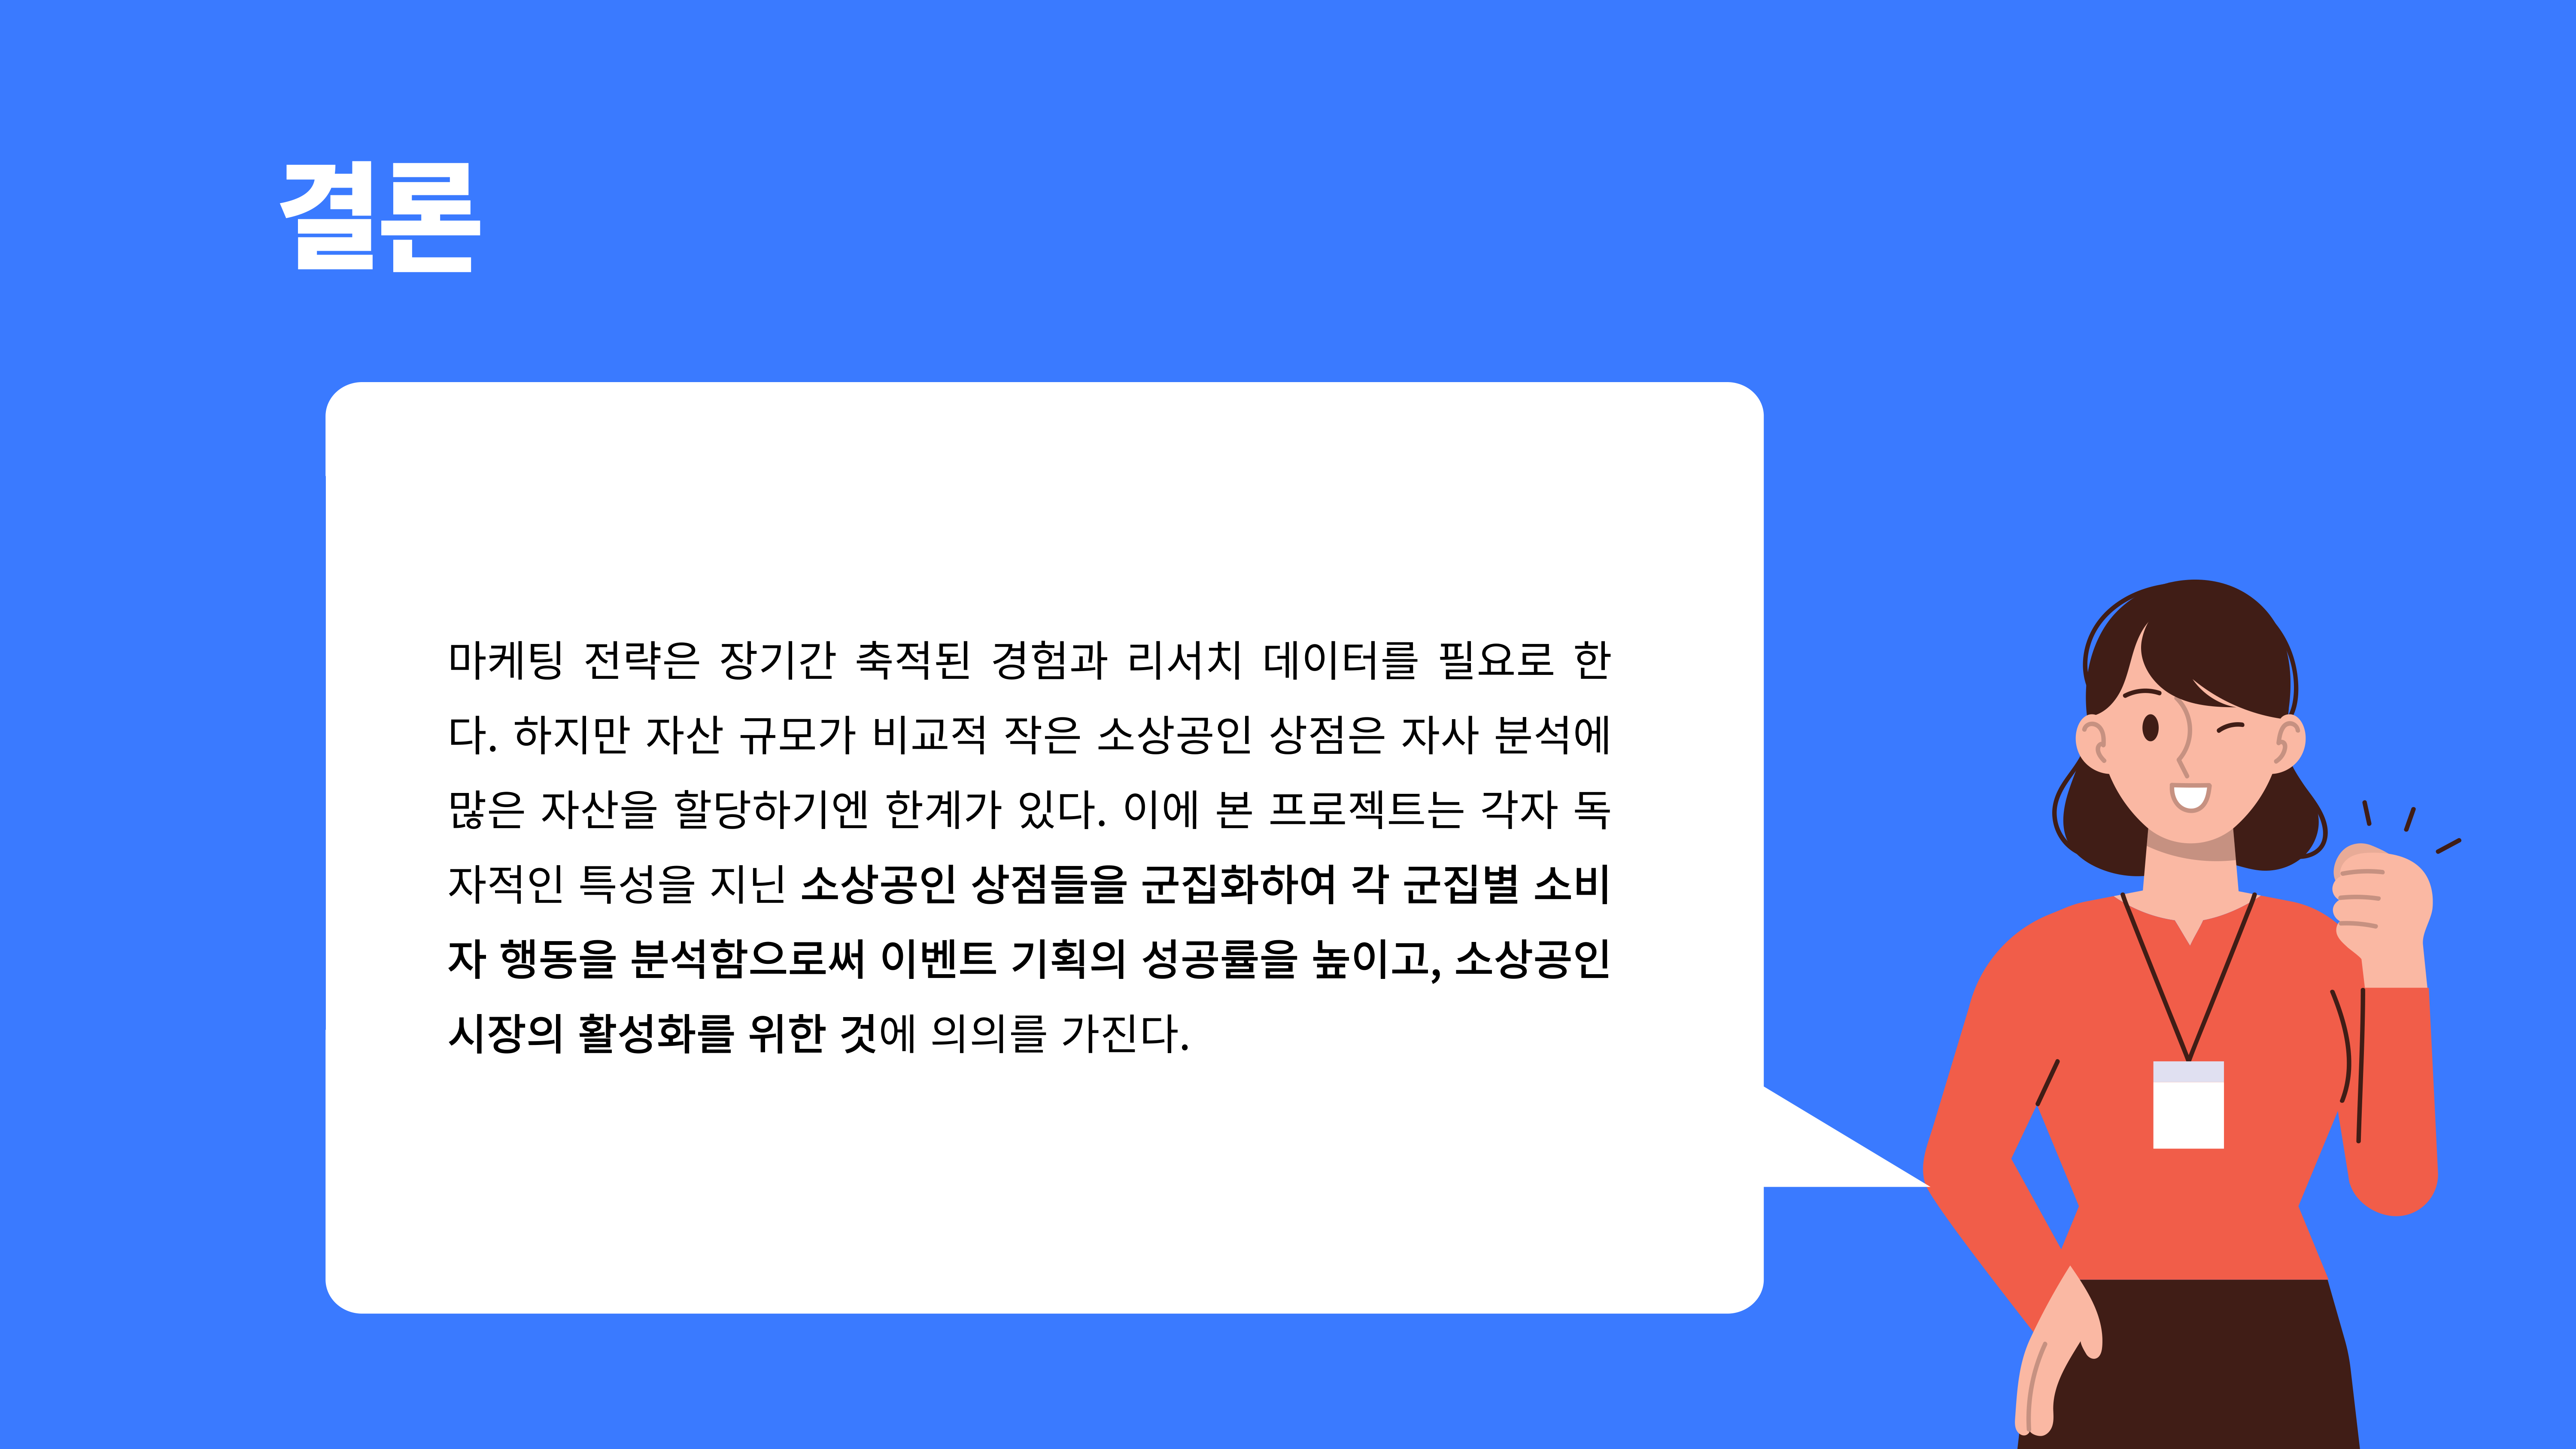 결론
마케팅 전략은 장기간 축적된 경험과 리서치 데이터를 필요로 한
다. 하지만 자산 규모가 비교적 작은 소상공인 상점은 자사 분석에
많은 자산을 할당하기엔 한계가 있다. 이에 본 프로젝트는 각자 독
자적인 특성을 지닌 소상공인 상점들을 군집화하여 각 군집별 소비
자 행동을 분석함으로써 이벤트 기획의 성공률을 높이고, 소상공인
시장의 활성화를 위한 것에 의의를 가진다.